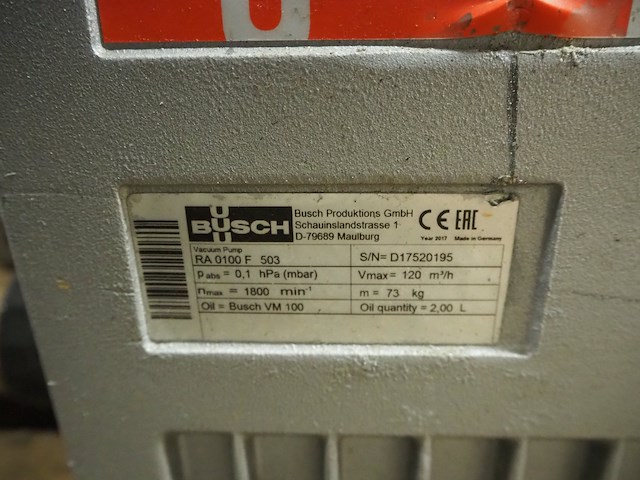 BUSCH
Busch Produktions GmbH
Schauinslandstrasse 1
D-79689 Maulburg
CE EAC
Year 2017 Made in Germany
Vacuum Pump
RA 0100 F 503
S/N= D17520195
Pabs = 0,1 hPa (mbar)
Vmax= 120 m³/h
nmax = 1800 min⁻¹
m = 73 kg
Oil = Busch VM 100
Oil quantity = 2,00 L